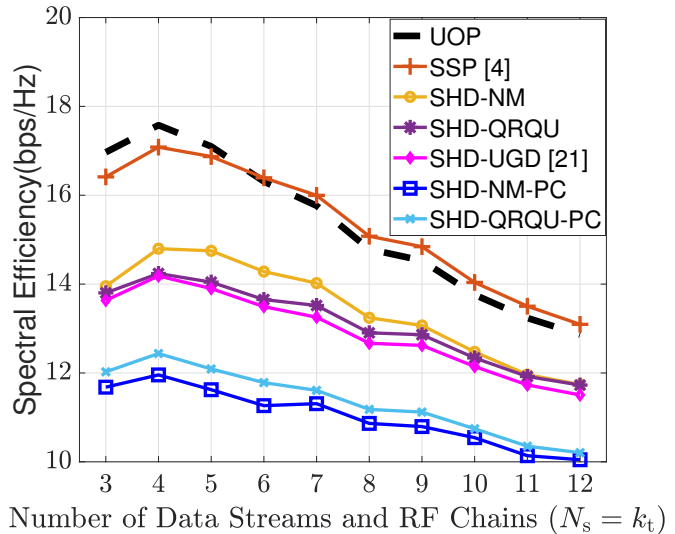 20
18
16
14
12
10
Spectral Efficiency(bps/Hz)
UOP
SSP [4]
SHD-NM
SHD-QRQU
SHD-UGD [21]
SHD-NM-PC
SHD-QRQU-PC
3 4 5 6 7 8 9 10 11 12
Number of Data Streams and RF Chains (Nₛ = kₜ)